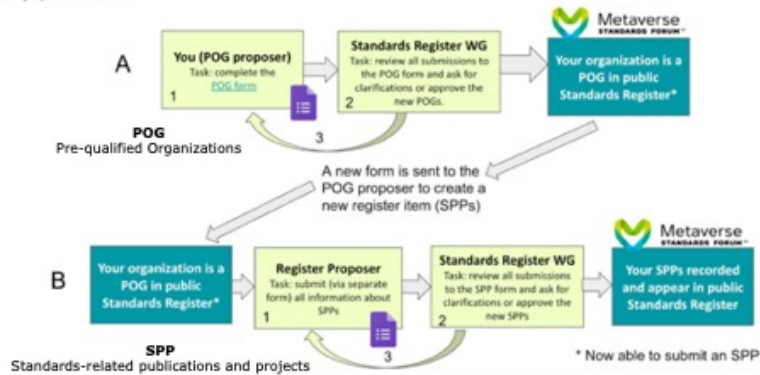 Metaverse
STANDARDS FORUM™
A
You (POG proposer)
Task: complete the
POG form
1
Standards Register WG
Task: review all submissions to
the POG form and ask for
clarifications or approve the
new POGs.
2
Your organization is a
POG in public
Standards Register*
3
POG
Pre-qualified Organizations
A new form is sent to the
POG proposer to create a
new register item (SPPs)
Metaverse
STANDARDS FORUM™
B
Your organization is a
POG in public
Standards Register*
Register Proposer
Task: submit (via separate
form) all information about
SPPs
1
Standards Register WG
Task: review all submissions
to the SPP form and ask for
clarifications or approve the
new SPPs
2
Your SPPs recorded
and appear in public
Standards Register
3
SPP
Standards-related publications and projects
* Now able to submit an SPP